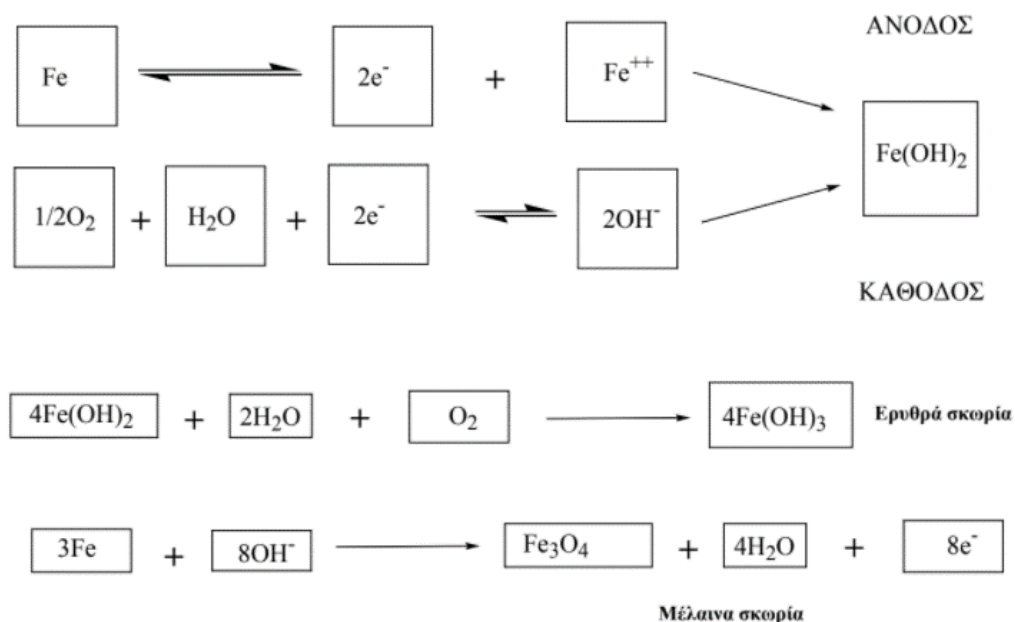 ΑΝΟΔΟΣ
Fe ⇌ 2e⁻ + Fe⁺⁺
Fe(OH)₂
1/2O₂ + H₂O + 2e⁻ ⇌ 2OH⁻
ΚΑΘΟΔΟΣ
4Fe(OH)₂ + 2H₂O + O₂ → 4Fe(OH)₃ Ερυθρά σκωρία
3Fe + 8OH⁻ → Fe₃O₄ + 4H₂O + 8e⁻
Μέλαινα σκωρία